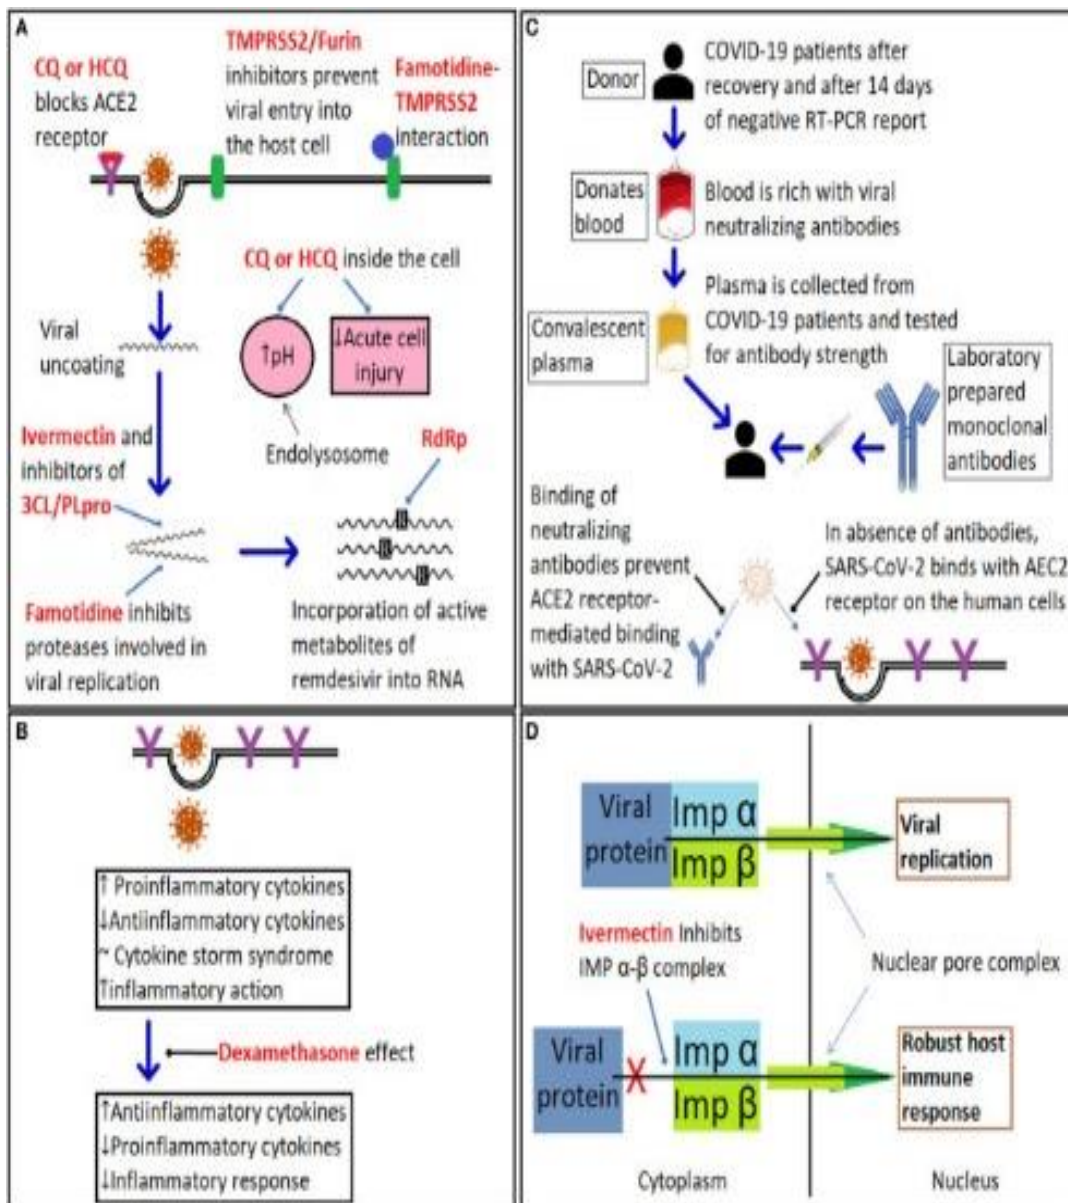 A
CQ or HCQ
blocks ACE2
receptor
TMPRSS2/Furin
inhibitors prevent
viral entry into
the host cell
Famotidine-
TMPRSS2
interaction
CQ or HCQ inside the cell
↑pH
↓Acute cell
injury
Endolysosome
Viral
uncoating
Ivermectin and
inhibitors of
3CL/PLpro
RdRp
Famotidine inhibits
proteases involved in
viral replication
Incorporation of active
metabolites of
remdesivir into RNA
C
Donor
COVID-19 patients after
recovery and after 14 days
of negative RT-PCR report
Donates
blood
Blood is rich with viral
neutralizing antibodies
Convalescent
plasma
Plasma is collected from
COVID-19 patients and tested
for antibody strength
Laboratory
prepared
monoclonal
antibodies
Binding of
neutralizing
antibodies prevent
ACE2 receptor-
mediated binding
with SARS-CoV-2
In absence of antibodies,
SARS-CoV-2 binds with AEC2
receptor on the human cells
B
↑ Proinflammatory cytokines
↓Antiinflammatory cytokines
~ Cytokine storm syndrome
↑inflammatory action
Dexamethasone effect
↑Antiinflammatory cytokines
↓Proinflammatory cytokines
↓Inflammatory response
D
Viral
protein
Imp α
Imp β
Viral
replication
Ivermectin Inhibits
IMP α-β complex
Nuclear pore complex
Viral
protein
X
Imp α
Imp β
Robust host
immune
response
Cytoplasm
Nucleus